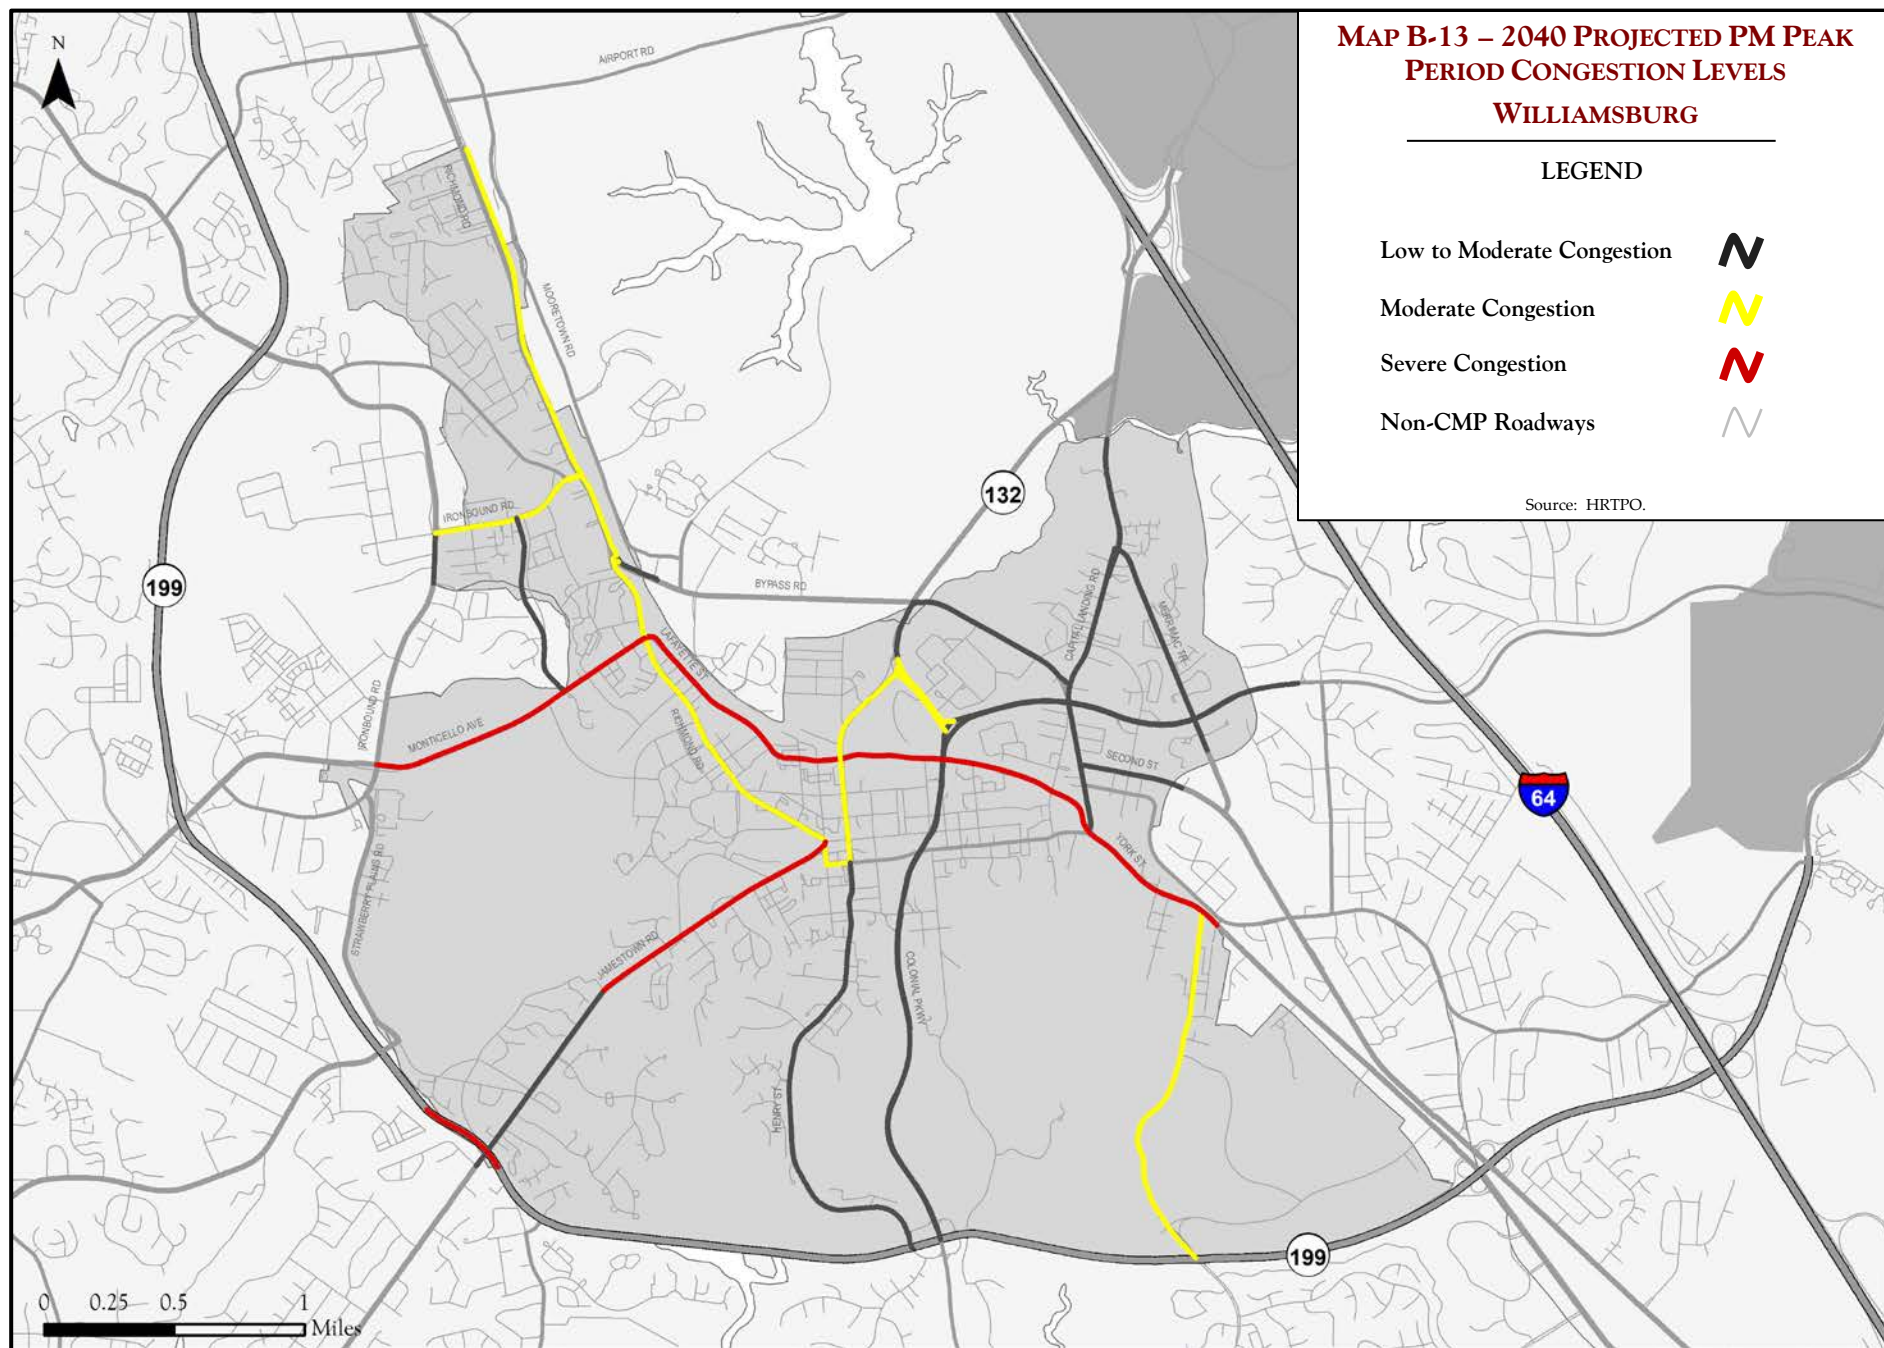 MAP B-13 – 2040 PROJECTED PM PEAK
PERIOD CONGESTION LEVELS
WILLIAMSBURG
LEGEND
Low to Moderate Congestion
Moderate Congestion
Severe Congestion
Non-CMP Roadways
Source: HRTPO.
N
AIRPORT RD
RICHMOND RD
MOORETOWN RD
132
IRONBOUND RD
199
BYPASS RD
CAPITAL LANDING RD
MERRIMAC TR
LAFAYETTE ST
IRONBOUND RD
MONTICELLO AVE
RICHMOND RD
SECOND ST
64
YORK ST
STRAWBERRY PLAINS RD
JAMESTOWN RD
COLONIAL PKWY
HENRY ST
199
0 0.25 0.5 1
Miles